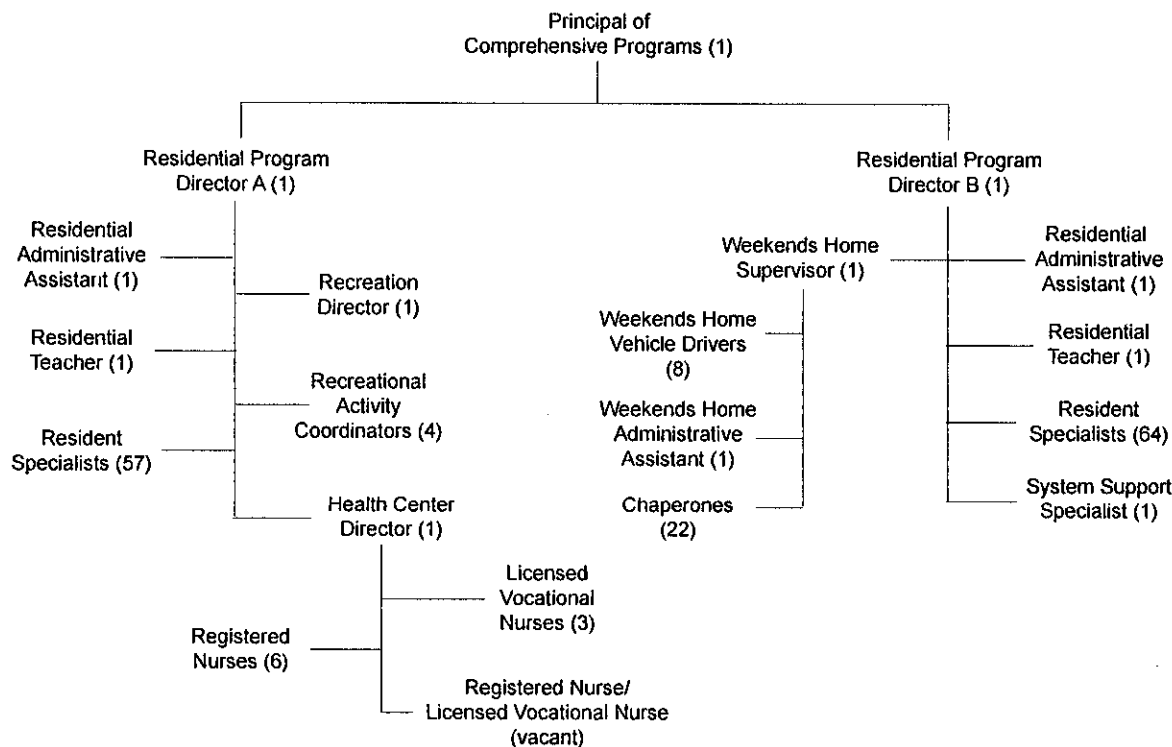 Principal of
Comprehensive Programs (1)
Residential Program
Director A (1)
Residential
Administrative
Assistant (1)
Recreation
Director (1)
Residential
Teacher (1)
Recreational
Activity
Coordinators (4)
Resident
Specialists (57)
Health Center
Director (1)
Licensed
Vocational
Nurses (3)
Registered
Nurses (6)
Registered Nurse/
Licensed Vocational Nurse
(vacant)
Residential Program
Director B (1)
Weekends Home
Supervisor (1)
Weekends Home
Vehicle Drivers
(8)
Weekends Home
Administrative
Assistant (1)
Chaperones
(22)
Residential
Administrative
Assistant (1)
Residential
Teacher (1)
Resident
Specialists (64)
System Support
Specialist (1)